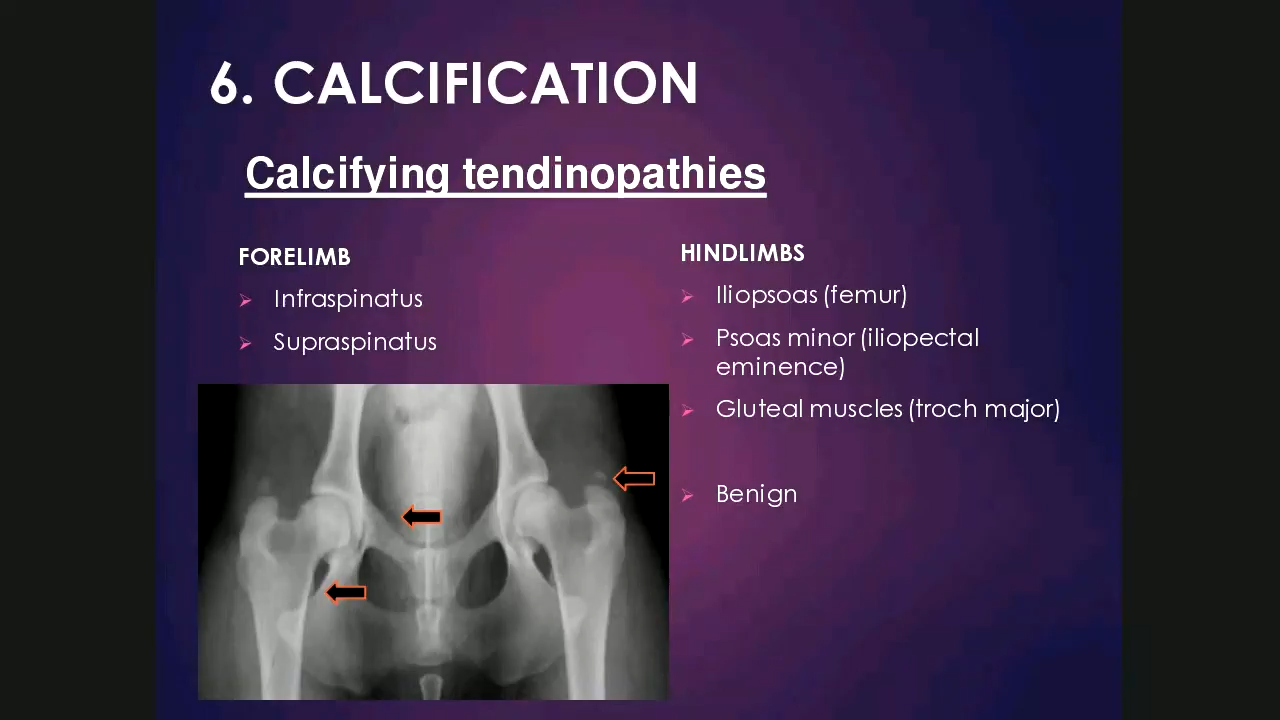 6. CALCIFICATION
Calcifying tendinopathies
FORELIMB
Infraspinatus
Supraspinatus
HINDLIMBS
Iliopsoas (femur)
Psoas minor (iliopectal
eminence)
Gluteal muscles (troch major)
Benign